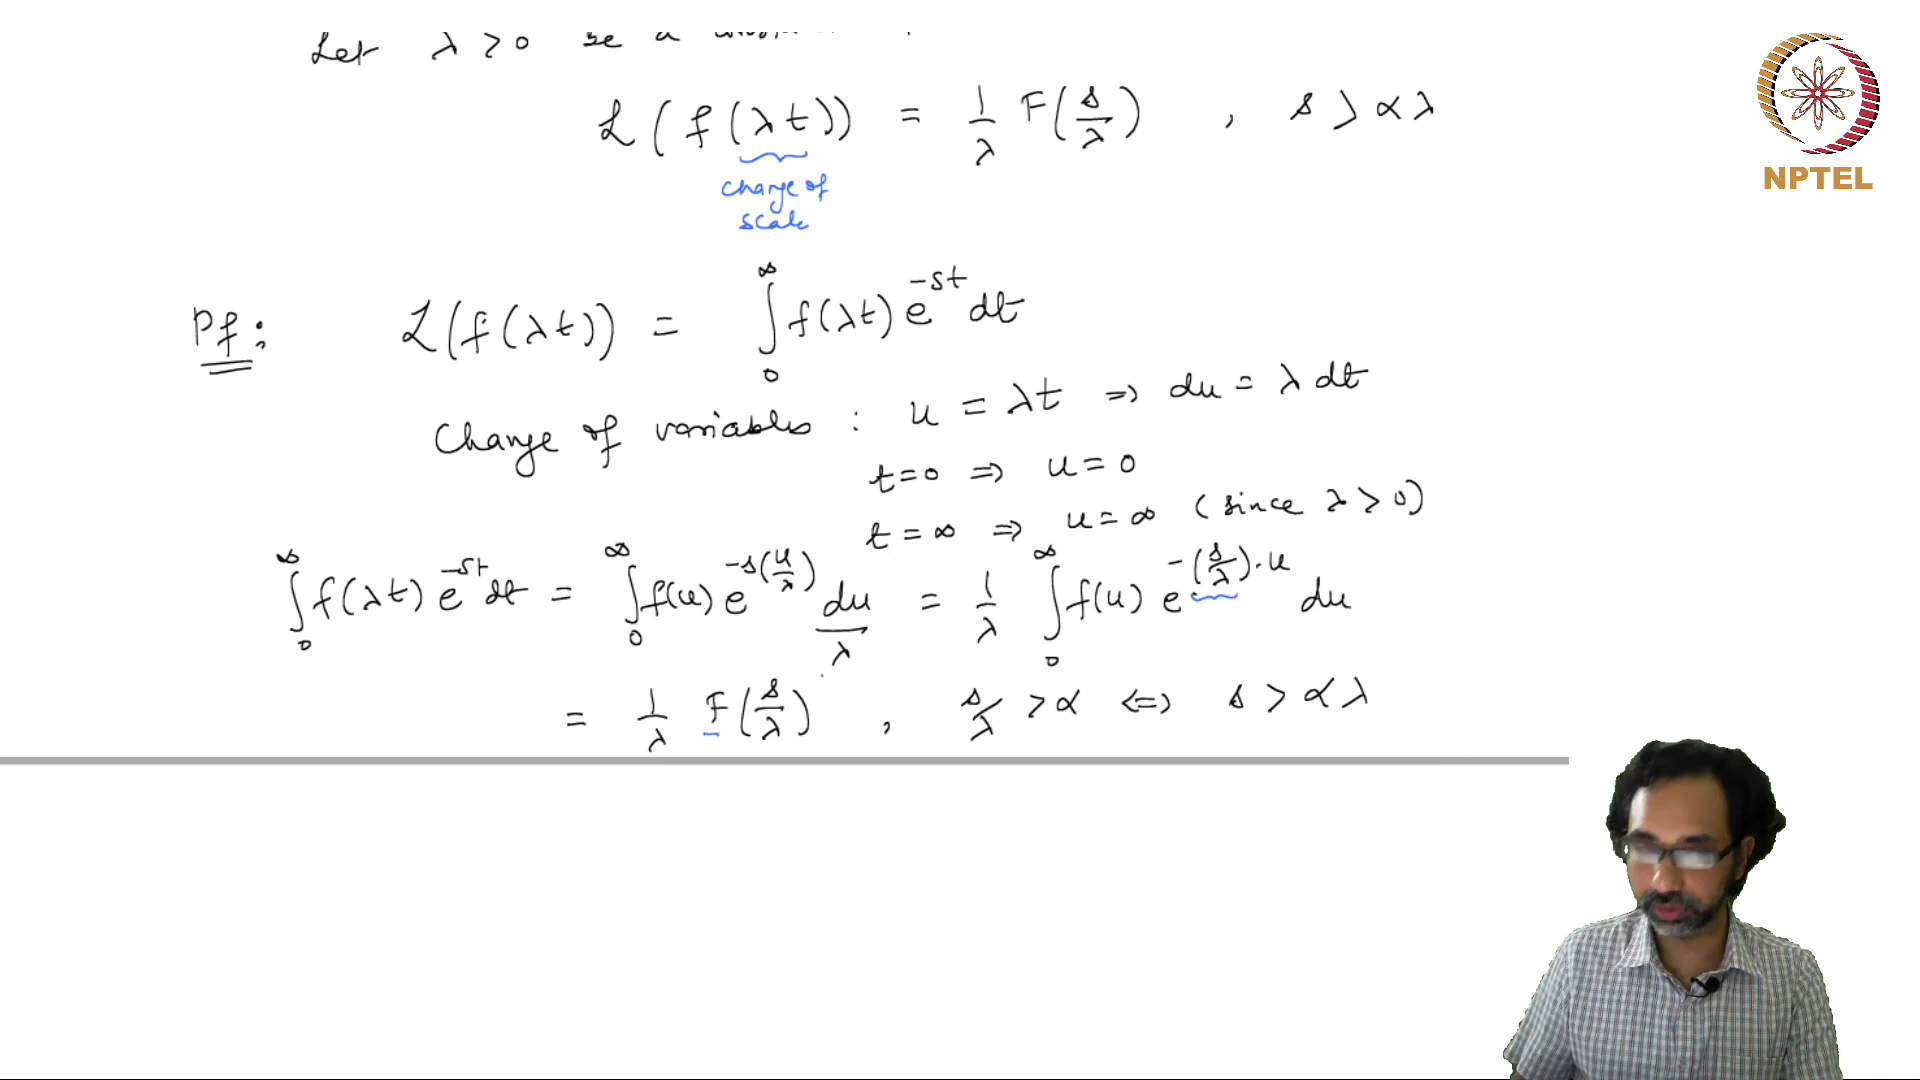 Let λ > 0 be a
L(f(λt)) = 1/λ F(s/λ) , s > αλ
change of
scale
NPTEL
Pf: L(f(λt)) = ∫₀^∞ f(λt) e^{-st} dt
Change of variables : u = λt ⇒ du = λ dt
t=0 ⇒ u=0
t=∞ ⇒ u=∞ (since λ>0)
∫₀^∞ f(λt) e^{-st} dt = ∫₀^∞ f(u) e^{-s(u/λ)} du/λ = 1/λ ∫₀^∞ f(u) e^{-(s/λ)·u} du
= 1/λ F(s/λ) , s/λ > α ⇔ s > αλ